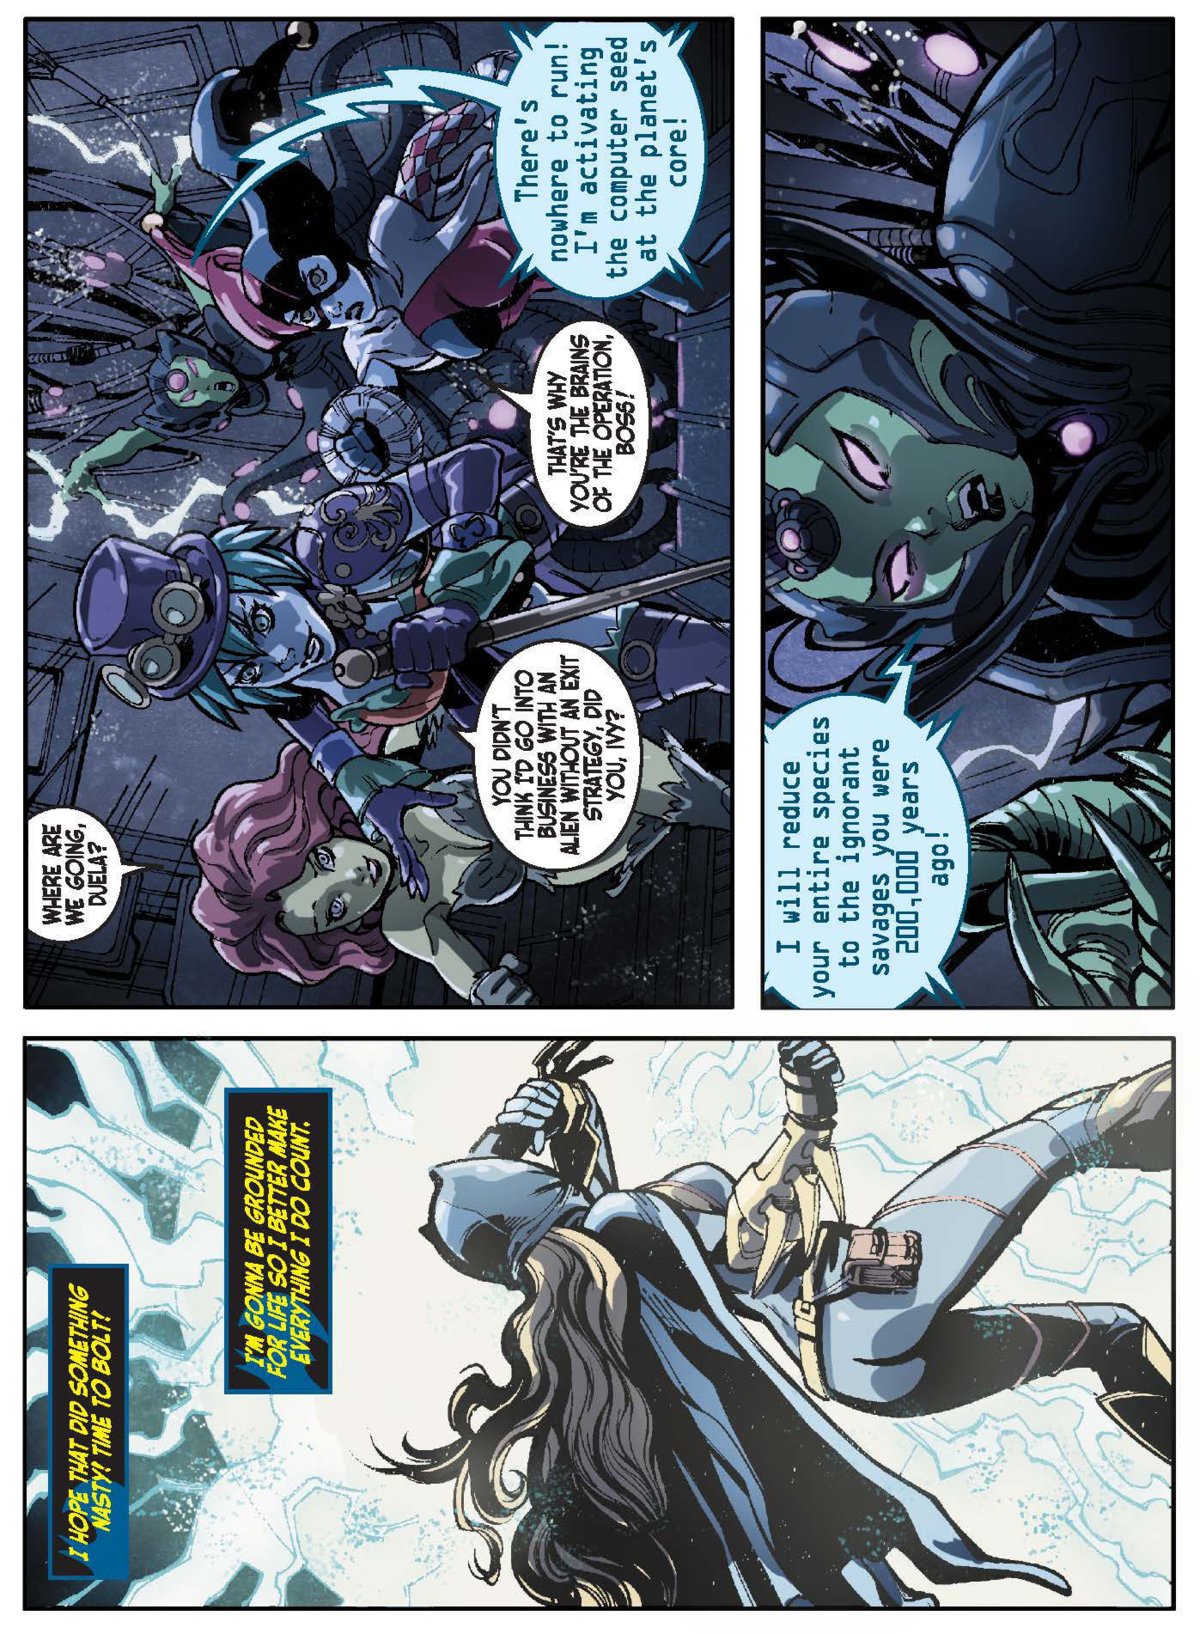 I HOPE THAT DID SOMETHING
NASTY! TIME TO BOLT!
I'M GONNA BE GROUNDED
FOR LIFE SO I BETTER MAKE
EVERYTHING I DO COUNT.
WHERE ARE
WE GOING,
DUELA?
YOU DIDN'T
THINK I'D GO INTO
BUSINESS WITH AN
ALIEN WITHOUT AN EXIT
STRATEGY, DID
YOU, IVY?
THAT'S WHY
YOU'RE THE BRAINS
OF THE OPERATION,
BOSS!
There's
nowhere to run!
I'm activating
the computer seed
at the planet's
core!
I will reduce
your entire species
to the ignorant
savages you were
200,000 years
ago!